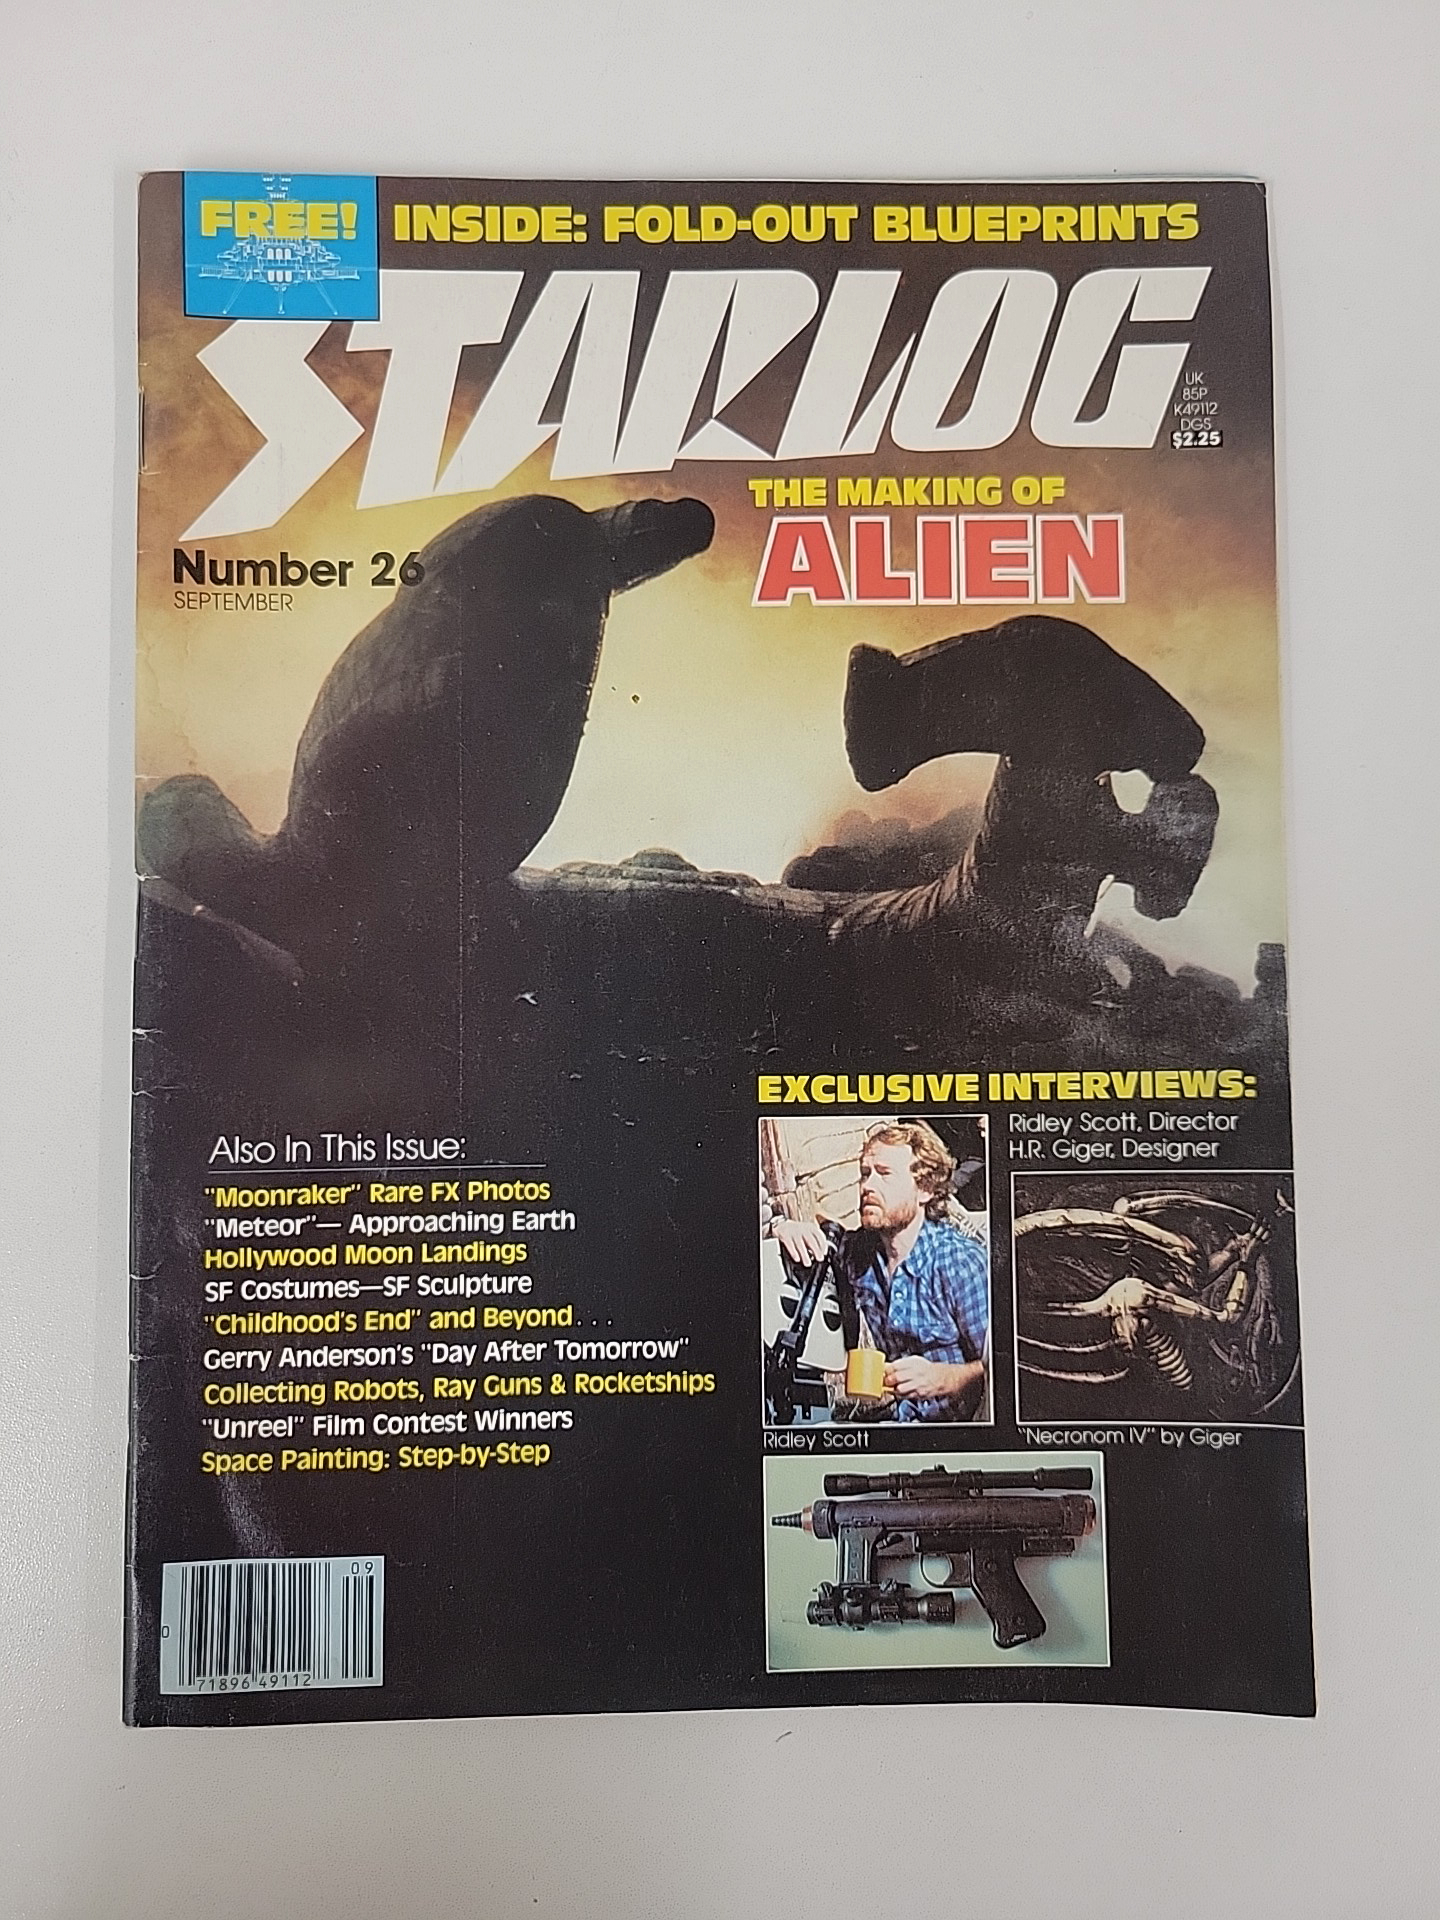 FREE! INSIDE: FOLD-OUT BLUEPRINTS
STARLOG
UK
85P
K49112
DGS
$2.25
THE MAKING OF
ALIEN
Number 26
SEPTEMBER
EXCLUSIVE INTERVIEWS:
Ridley Scott, Director
H.R. Giger, Designer
Also In This Issue:
"Moonraker" Rare FX Photos
"Meteor"— Approaching Earth
Hollywood Moon Landings
SF Costumes—SF Sculpture
"Childhood's End" and Beyond...
Gerry Anderson's "Day After Tomorrow"
Collecting Robots, Ray Guns & Rocketships
"Unreel" Film Contest Winners
Space Painting: Step-by-Step
Ridley Scott
"Necronom IV" by Giger
09
0 71896 49112